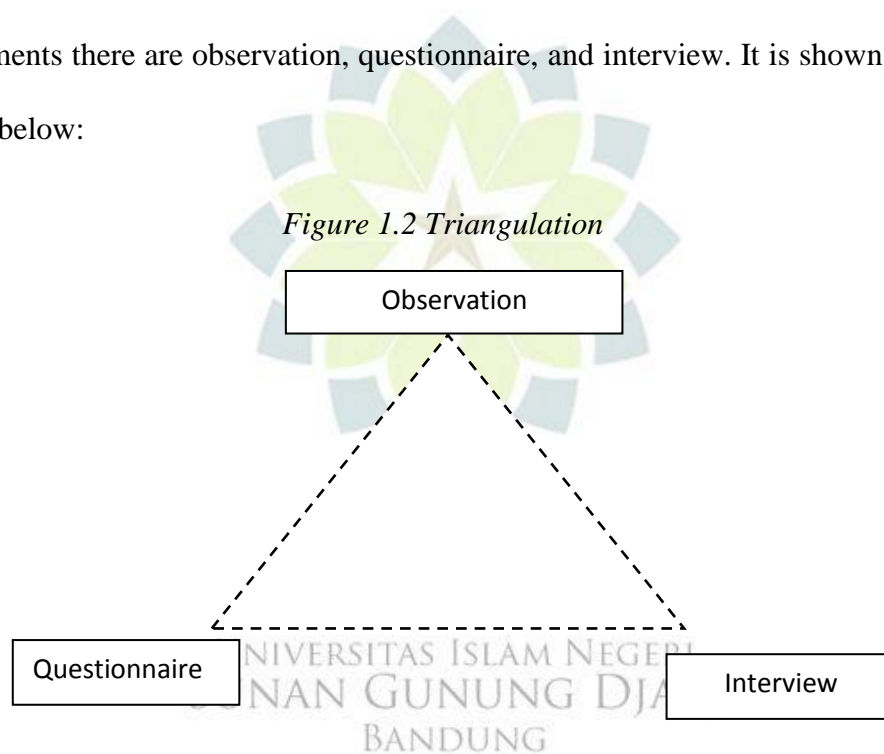 there are observation, questionnaire, and interview. It is shown
below:
Figure 1.2 Triangulation
Observation
Questionnaire
Interview
NIVERSITAS ISLAM NEGERI
NAN GUNUNG DJA
BANDUNG